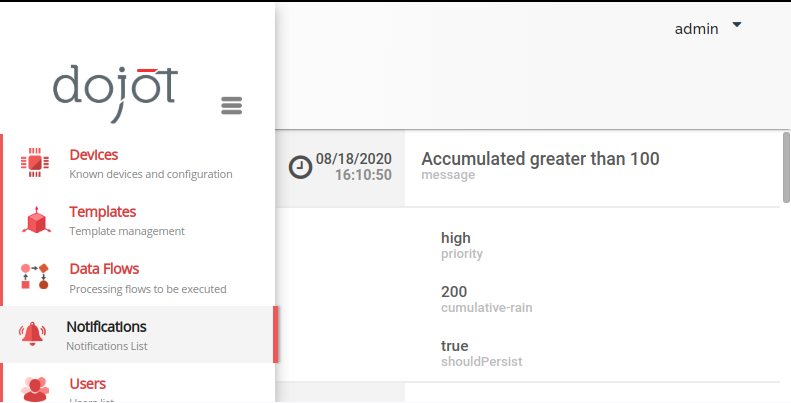 admin
dojot
Devices
Known devices and configuration
Templates
Template management
Data Flows
Processing flows to be executed
Notifications
Notifications List
Users
Users list
08/18/2020
16:10:50
Accumulated greater than 100
message
high
priority
200
cumulative-rain
true
shouldPersist